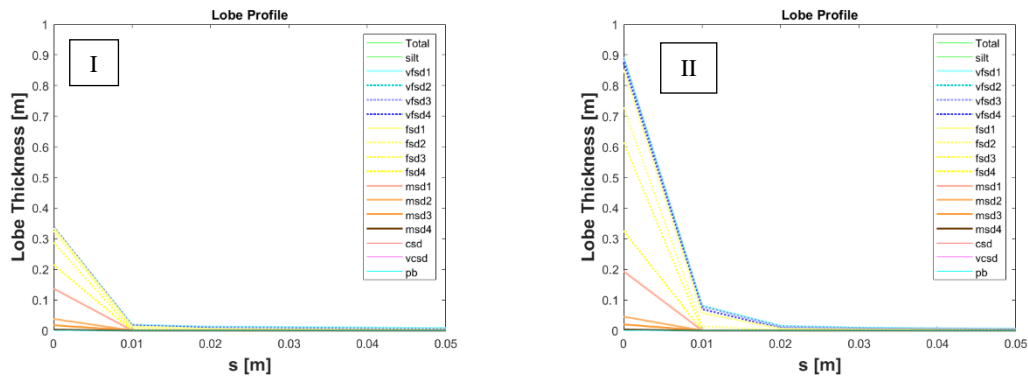 Lobe Profile
I
Lobe Thickness [m]
1
0.9
0.8
0.7
0.6
0.5
0.4
0.3
0.2
0.1
0
0 0.01 0.02 0.03 0.04 0.05
s [m]
Total
silt
vfsd1
vfsd2
vfsd3
vfsd4
fsd1
fsd2
fsd3
fsd4
msd1
msd2
msd3
msd4
csd
vcsd
pb
Lobe Profile
II
Lobe Thickness [m]
1
0.9
0.8
0.7
0.6
0.5
0.4
0.3
0.2
0.1
0
0 0.01 0.02 0.03 0.04 0.05
s [m]
Total
silt
vfsd1
vfsd2
vfsd3
vfsd4
fsd1
fsd2
fsd3
fsd4
msd1
msd2
msd3
msd4
csd
vcsd
pb